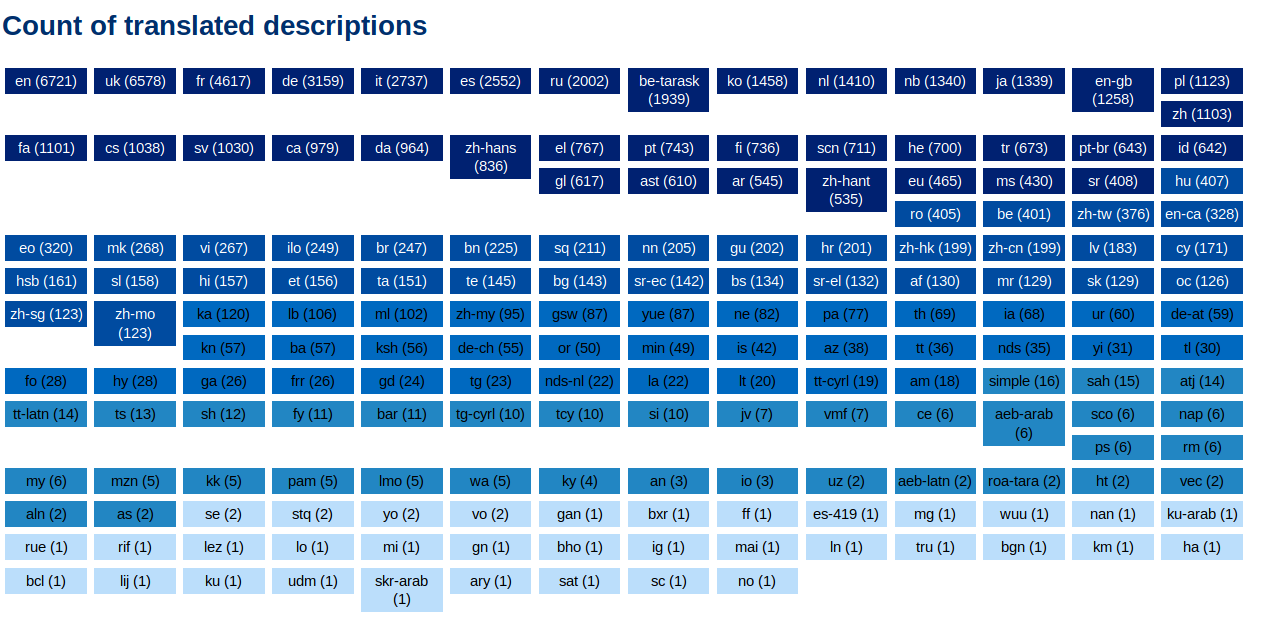 Count of translated descriptions
en (6721) uk (6578) fr (4617) de (3159) it (2737) es (2552) ru (2002) be-tarask (1939) ko (1458) nl (1410) nb (1340) ja (1339) en-gb (1258) pl (1123)
zh (1103)
fa (1101) cs (1038) sv (1030) ca (979) da (964) zh-hans (836) el (767) pt (743) fi (736) scn (711) he (700) tr (673) pt-br (643) id (642)
gl (617) ast (610) ar (545) zh-hant (535) eu (465) ms (430) sr (408) hu (407)
ro (405) be (401) zh-tw (376) en-ca (328)
eo (320) mk (268) vi (267) ilo (249) br (247) bn (225) sq (211) nn (205) gu (202) hr (201) zh-hk (199) zh-cn (199) lv (183) cy (171)
hsb (161) sl (158) hi (157) et (156) ta (151) te (145) bg (143) sr-ec (142) bs (134) sr-el (132) af (130) mr (129) sk (129) oc (126)
zh-sg (123) zh-mo (123) ka (120) lb (106) ml (102) zh-my (95) gsw (87) yue (87) ne (82) pa (77) th (69) ia (68) ur (60) de-at (59)
kn (57) ba (57) ksh (56) de-ch (55) or (50) min (49) is (42) az (38) tt (36) nds (35) yi (31) tl (30)
fo (28) hy (28) ga (26) frr (26) gd (24) tg (23) nds-nl (22) la (22) lt (20) tt-cyrl (19) am (18) simple (16) sah (15) atj (14)
tt-latn (14) ts (13) sh (12) fy (11) bar (11) tg-cyrl (10) tcy (10) si (10) jv (7) vmf (7) ce (6) aeb-arab (6) sco (6) nap (6)
ps (6) rm (6)
my (6) mzn (5) kk (5) pam (5) lmo (5) wa (5) ky (4) an (3) io (3) uz (2) aeb-latn (2) roa-tara (2) ht (2) vec (2)
aln (2) as (2) se (2) stq (2) yo (2) vo (2) gan (1) bxr (1) ff (1) es-419 (1) mg (1) wuu (1) nan (1) ku-arab (1)
rue (1) rif (1) lez (1) lo (1) mi (1) gn (1) bho (1) ig (1) mai (1) ln (1) tru (1) bgn (1) km (1) ha (1)
bcl (1) lij (1) ku (1) udm (1) skr-arab (1) ary (1) sat (1) sc (1) no (1)